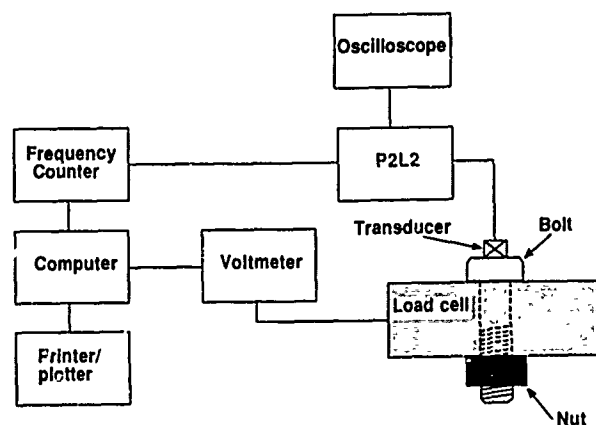 Oscilloscope
Frequency
Counter
P2L2
Transducer
Bolt
Computer
Voltmeter
Load cell
Printer/
plotter
Nut